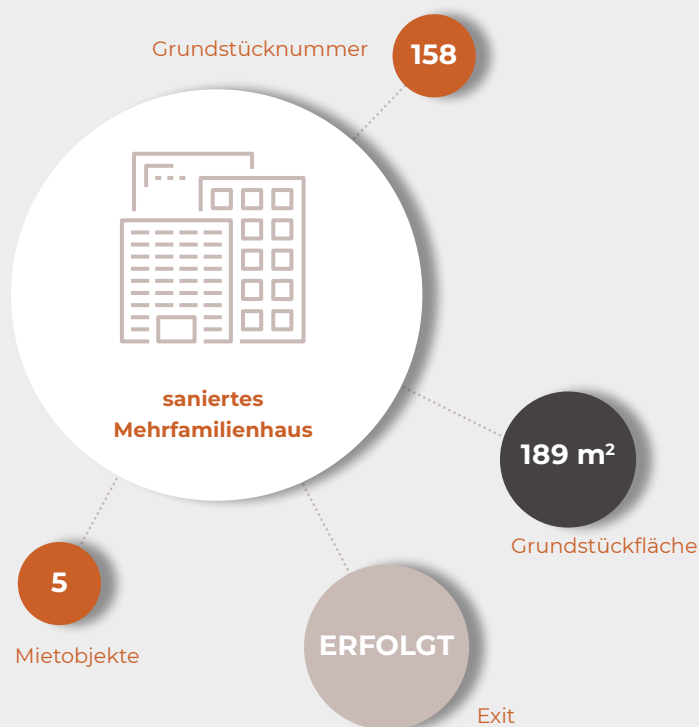 Grundstücknummer
158
saniertes
Mehrfamilienhaus
189 m²
Grundstückfläche
5
Mietobjekte
ERFOLGT
Exit